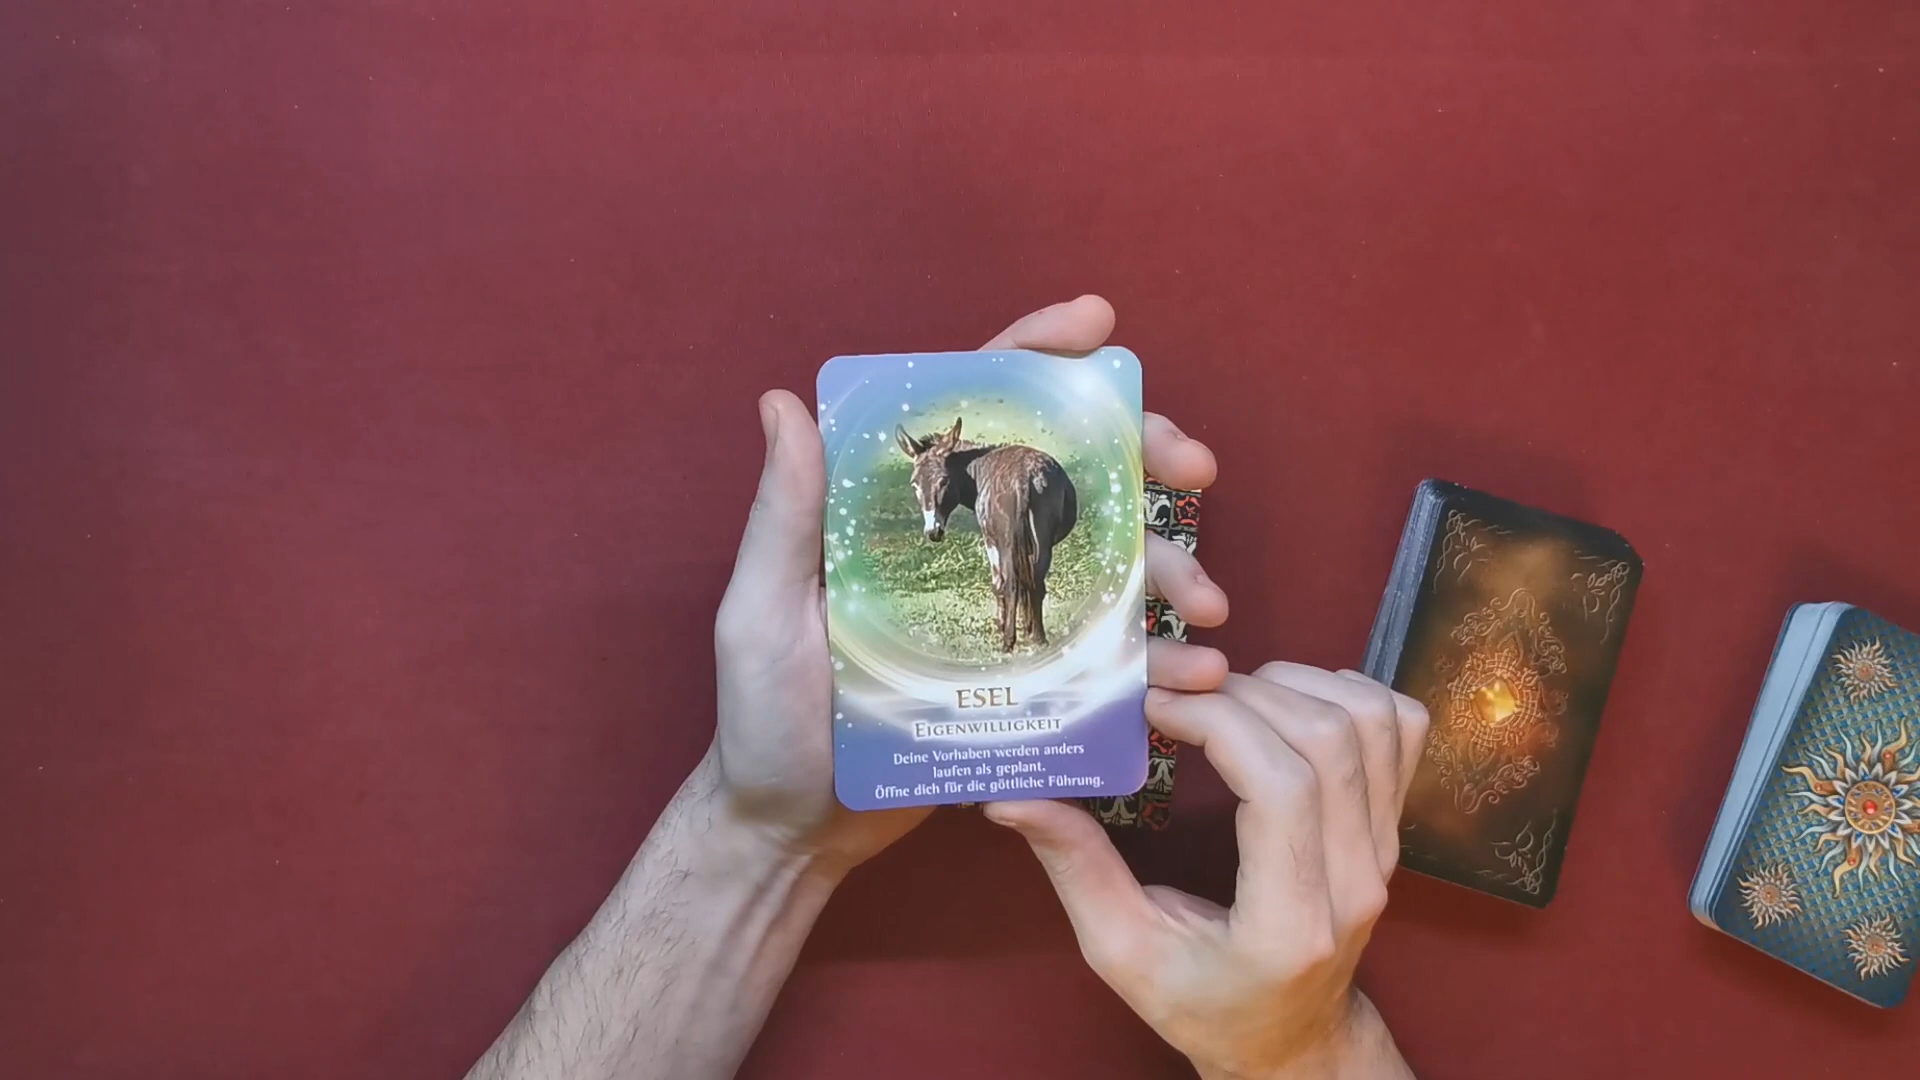 ESEL
EIGENWILLIGKEIT
Deine Vorhaben werden anders
laufen als geplant.
Öffne dich für die göttliche Führung.